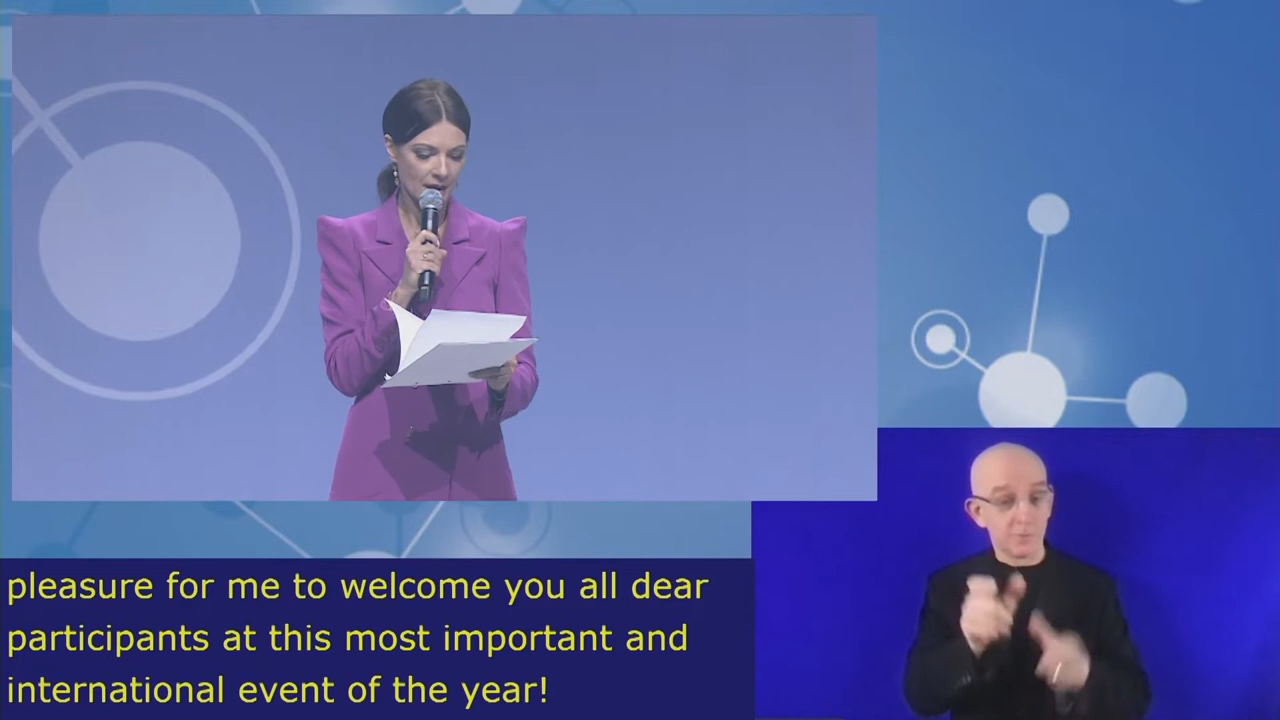 pleasure for me to welcome you all dear
participants at this most important and
international event of the year!